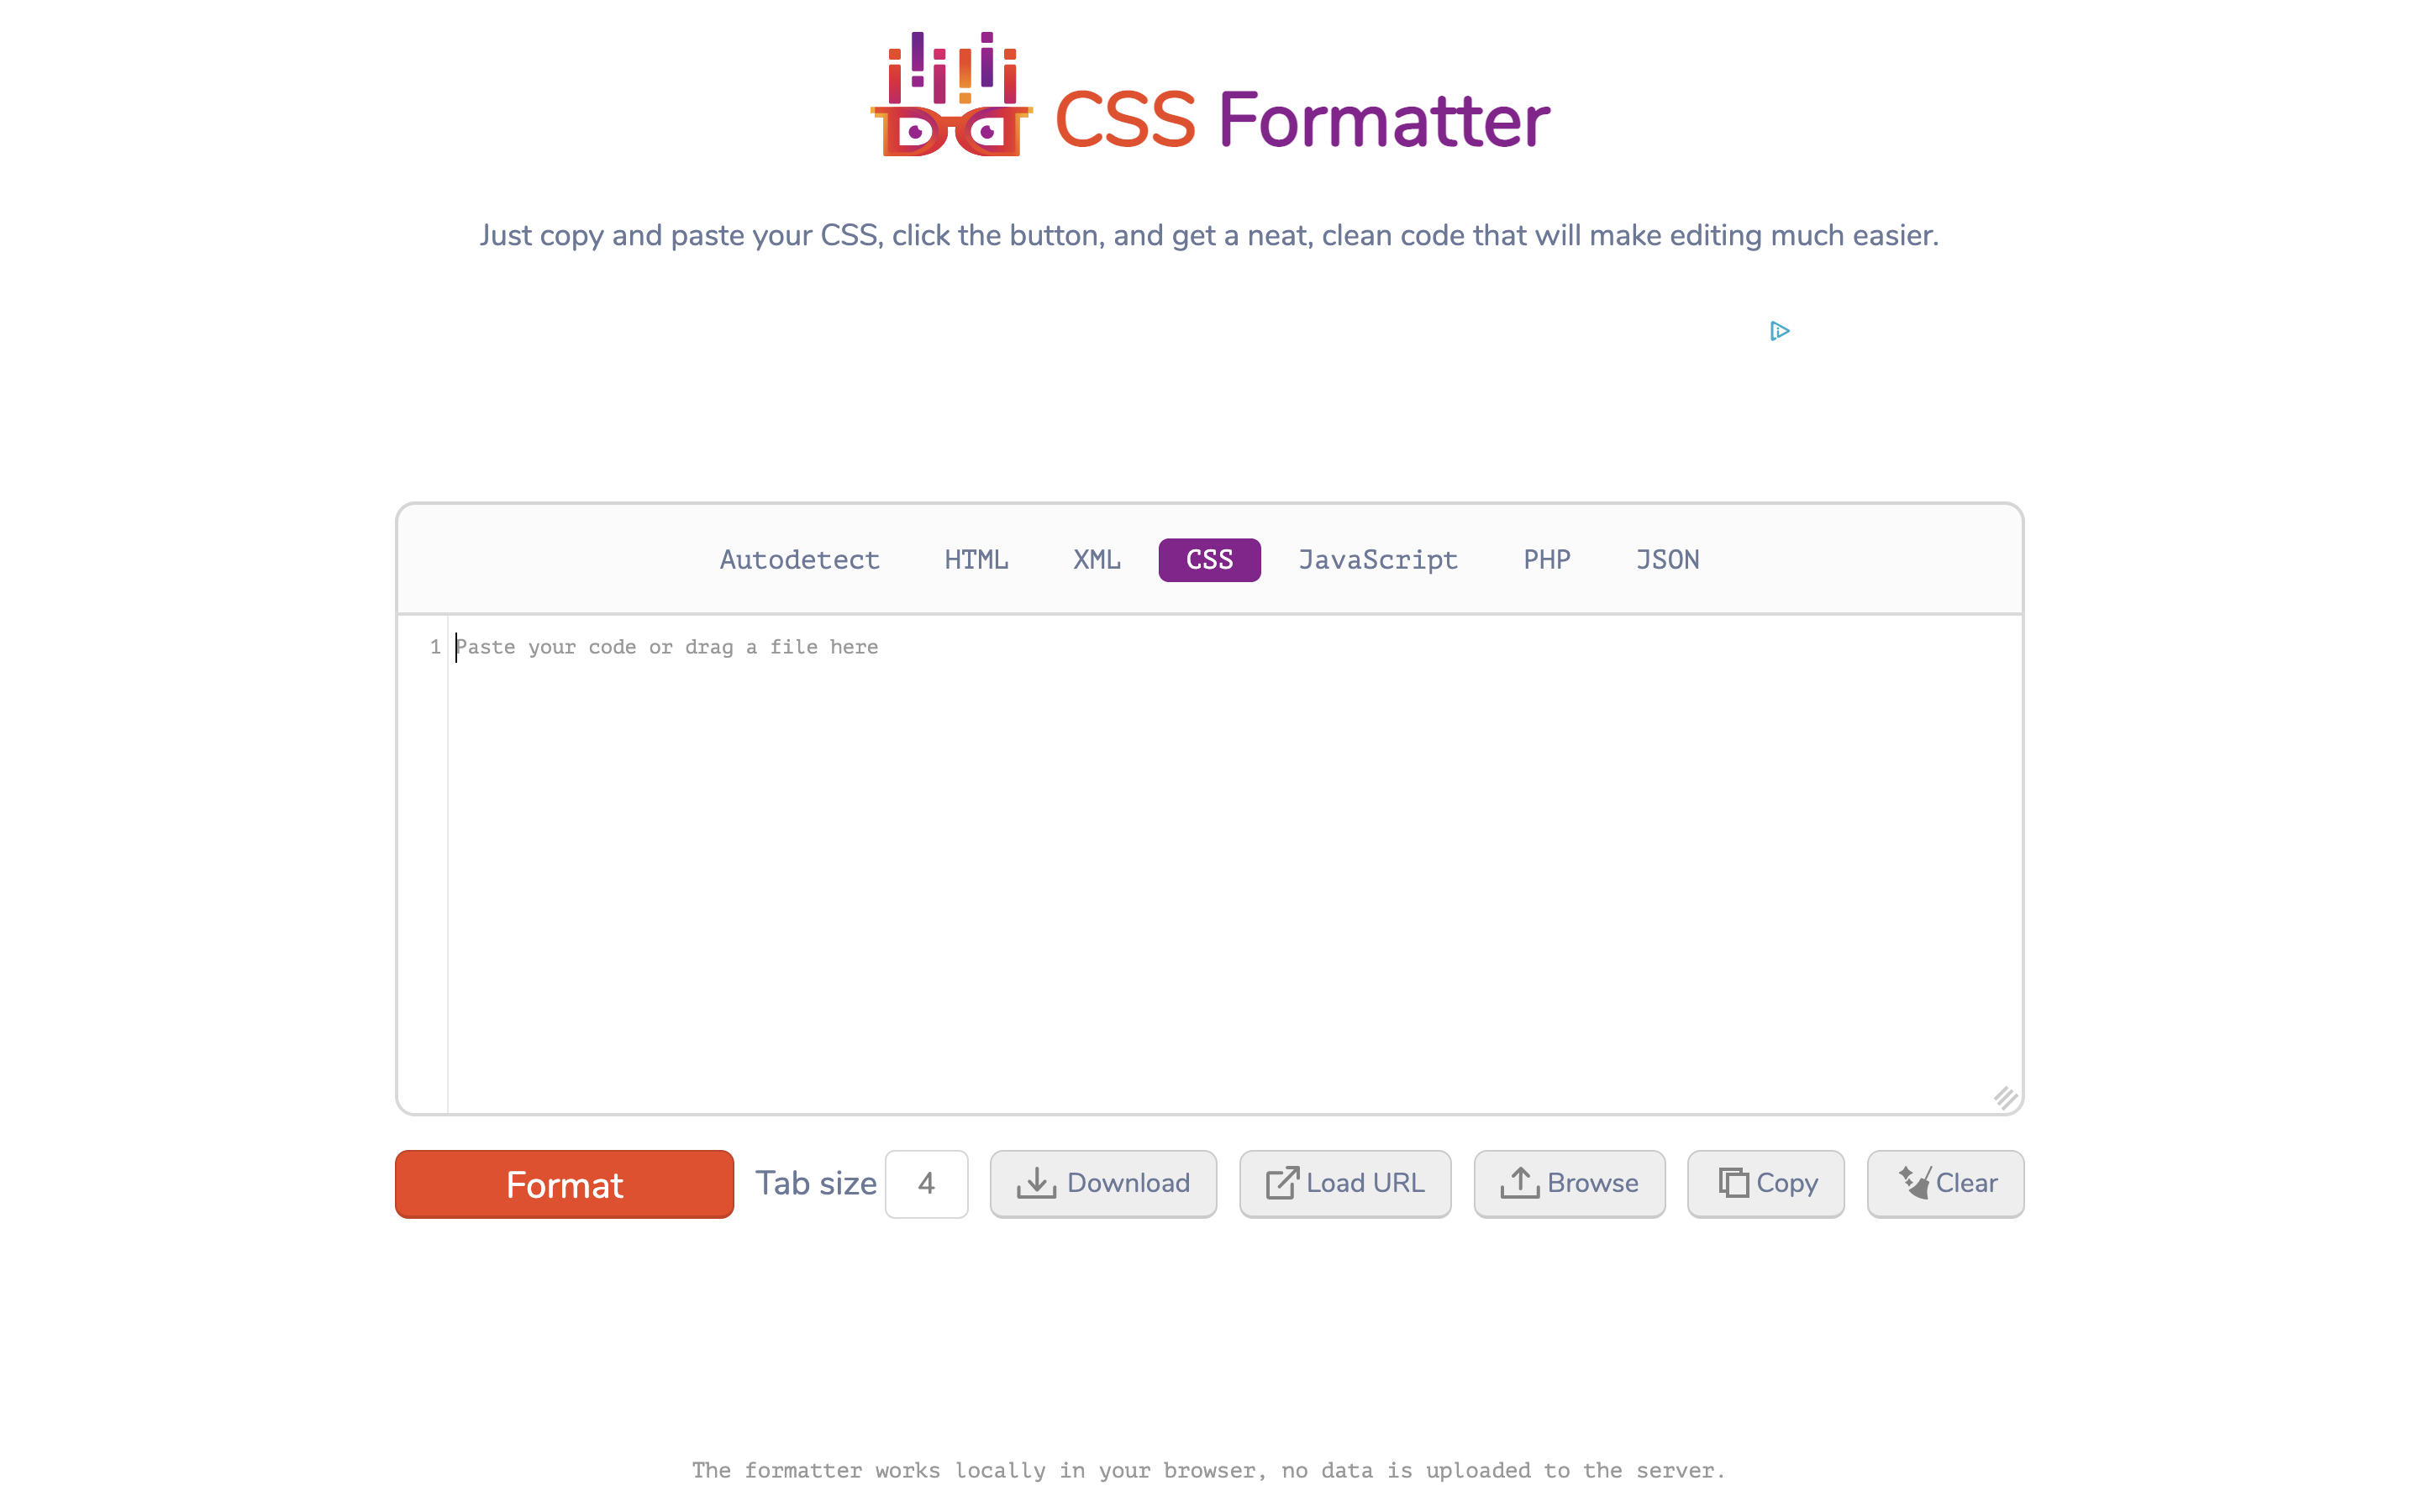 CSS Formatter
Just copy and paste your CSS, click the button, and get a neat, clean code that will make editing much easier.
Autodetect HTML XML CSS JavaScript PHP JSON
1 Paste your code or drag a file here
Format Tab size 4 Download Load URL Browse Copy Clear
The formatter works locally in your browser, no data is uploaded to the server.